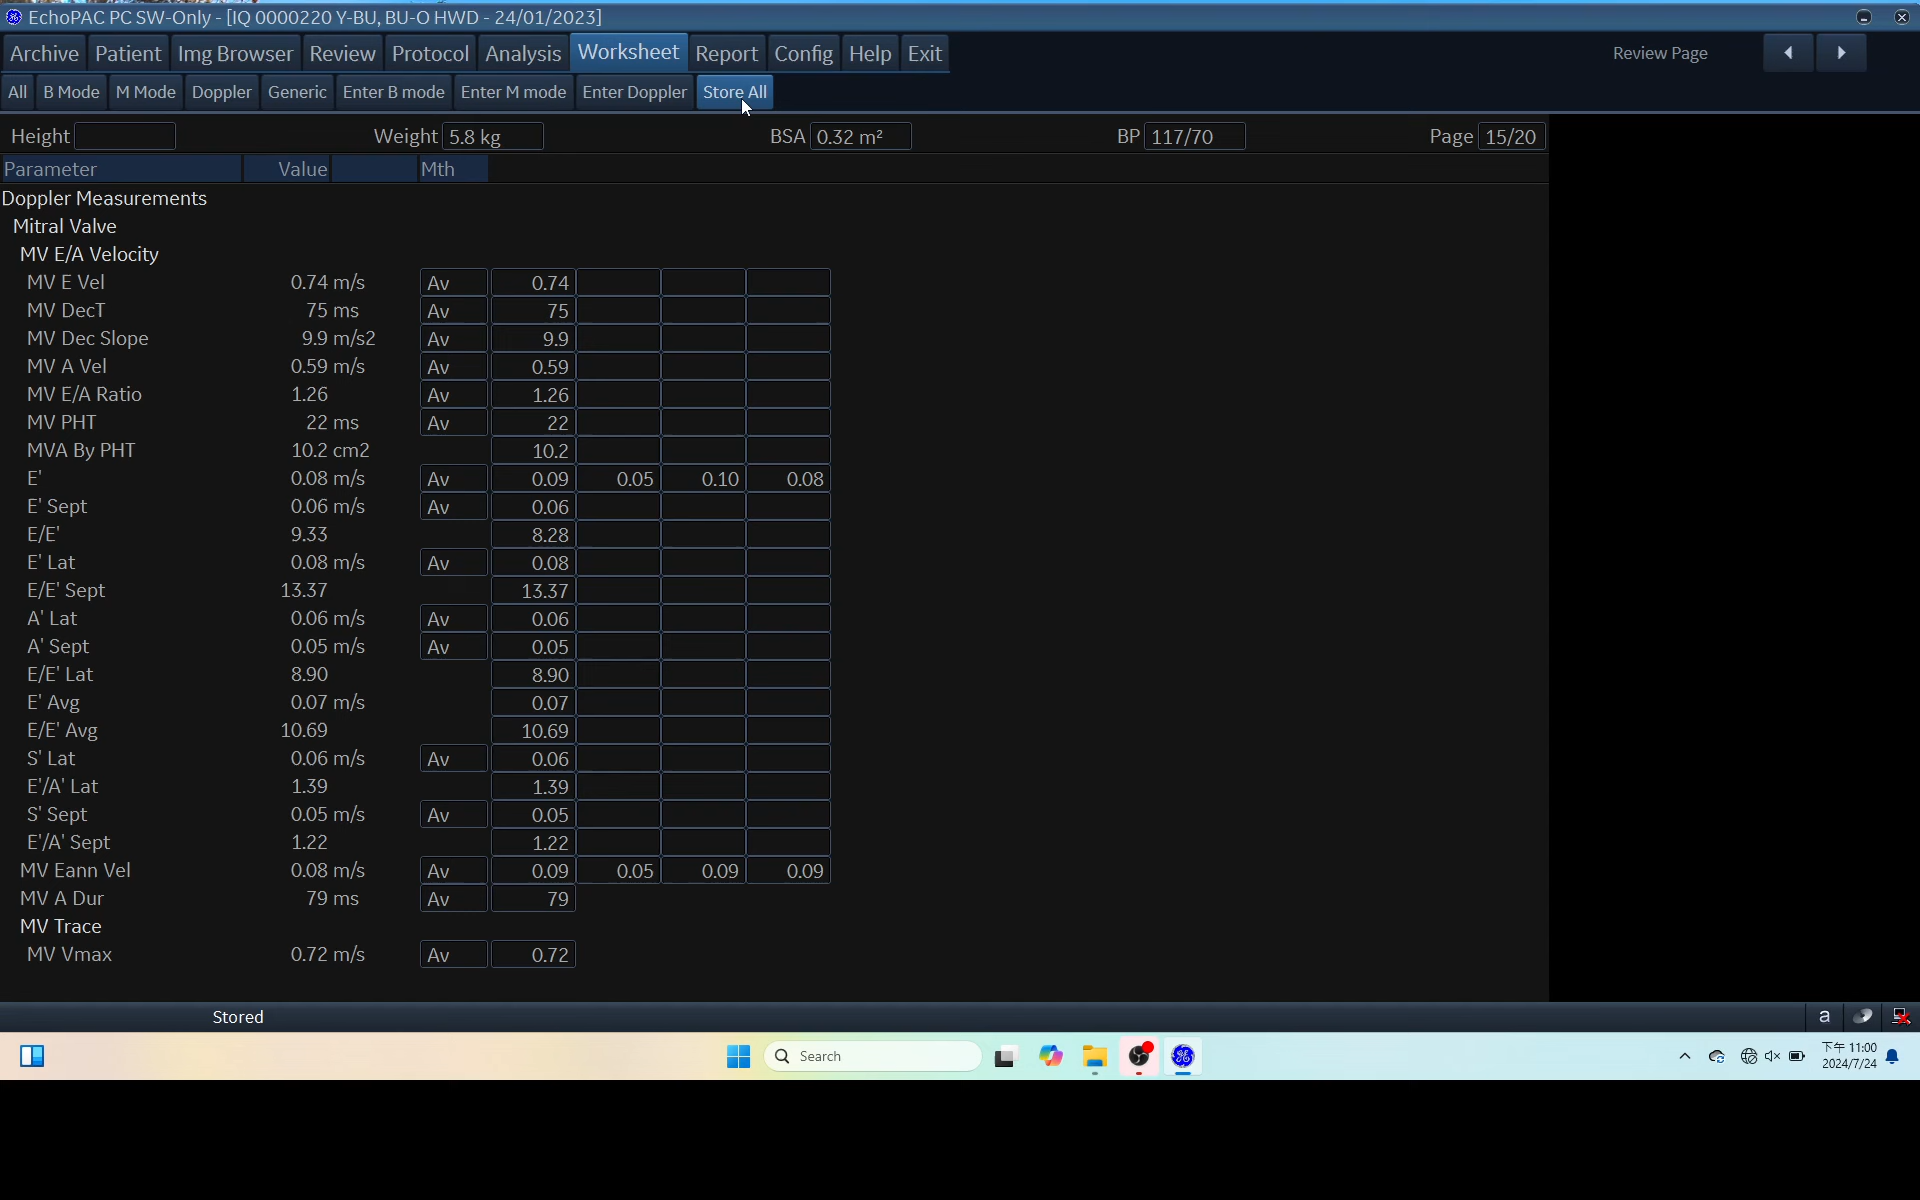 EchoPAC PC SW-Only - [IQ 0000220 Y-BU, BU-O HWD - 24/01/2023]
Archive Patient Img Browser Review Protocol Analysis Worksheet Report Config Help Exit Review Page
All B Mode M Mode Doppler Generic Enter B mode Enter M mode Enter Doppler Store All
Height Weight 5.8 kg BSA 0.32 m² BP 117/70 Page 15/20
Parameter Value Mth
Doppler Measurements
Mitral Valve
MV E/A Velocity
MV E Vel 0.74 m/s Av 0.74
MV DecT 75 ms Av 75
MV Dec Slope 9.9 m/s2 Av 9.9
MV A Vel 0.59 m/s Av 0.59
MV E/A Ratio 1.26 Av 1.26
MV PHT 22 ms Av 22
MVA By PHT 10.2 cm2 10.2
E' 0.08 m/s Av 0.09 0.05 0.10 0.08
E' Sept 0.06 m/s Av 0.06
E/E' 9.33 8.28
E' Lat 0.08 m/s Av 0.08
E/E' Sept 13.37 13.37
A' Lat 0.06 m/s Av 0.06
A' Sept 0.05 m/s Av 0.05
E/E' Lat 8.90 8.90
E' Avg 0.07 m/s 0.07
E/E' Avg 10.69 10.69
S' Lat 0.06 m/s Av 0.06
E'/A' Lat 1.39 1.39
S' Sept 0.05 m/s Av 0.05
E'/A' Sept 1.22 1.22
MV Eann Vel 0.08 m/s Av 0.09 0.05 0.09 0.09
MV A Dur 79 ms Av 79
MV Trace
MV Vmax 0.72 m/s Av 0.72
Stored a
Search 下午 11:00
2024/7/24